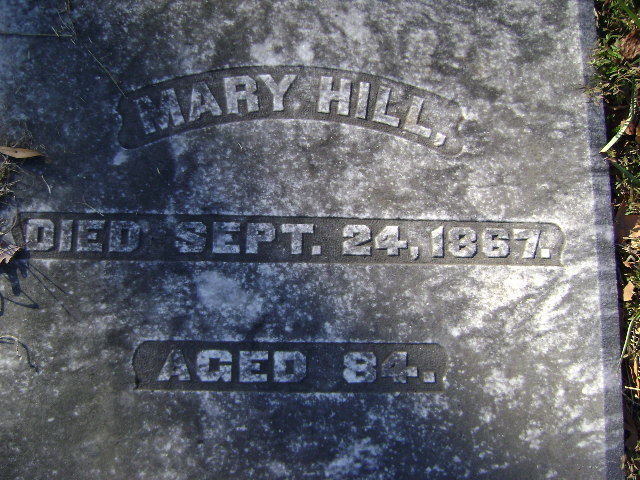 MARY HILL,
DIED SEPT. 24, 1867.
AGED 84.